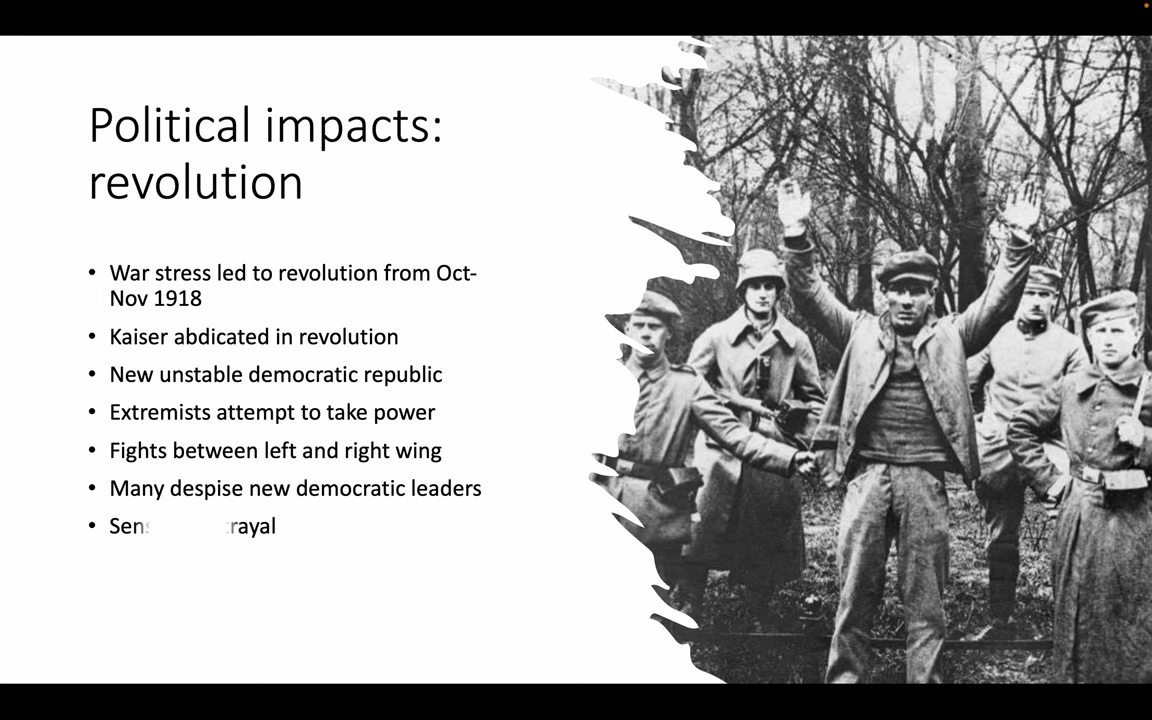 Political impacts:
revolution
• War stress led to revolution from Oct-
Nov 1918
• Kaiser abdicated in revolution
• New unstable democratic republic
• Extremists attempt to take power
• Fights between left and right wing
• Many despise new democratic leaders
•